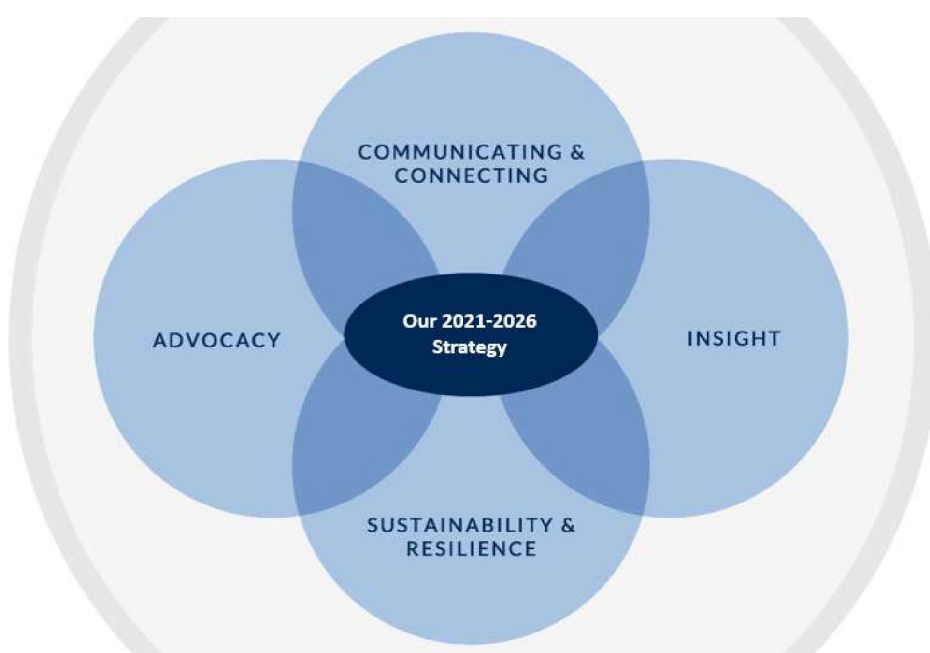 COMMUNICATING &
CONNECTING
ADVOCACY
Our 2021-2026
Strategy
INSIGHT
SUSTAINABILITY &
RESILIENCE